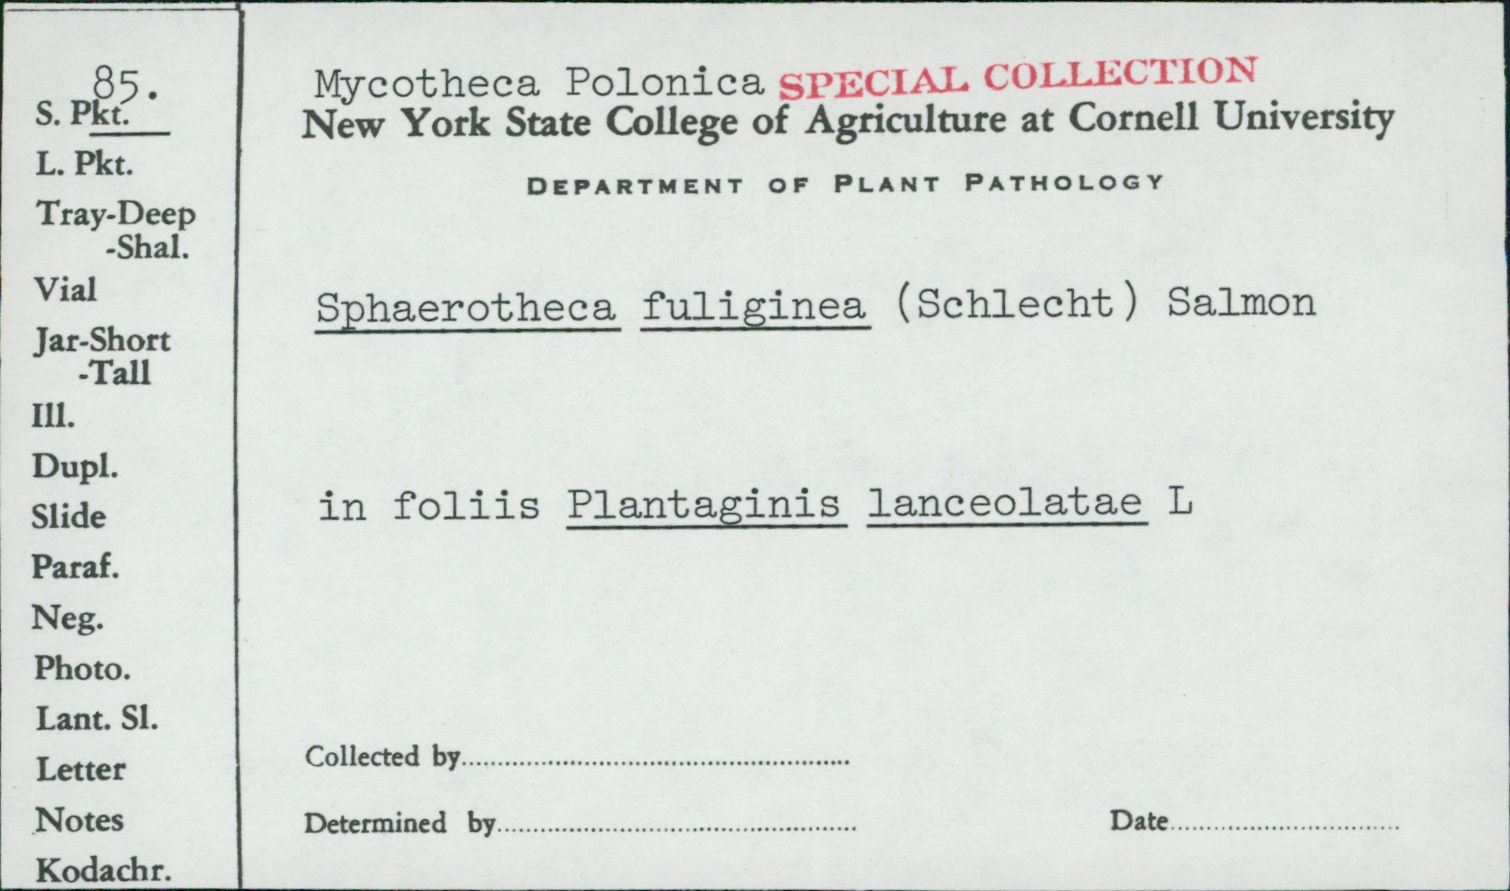 85.
S. Pkt.
L. Pkt.
Tray-Deep
-Shal.
Vial
Jar-Short
-Tall
Ill.
Dupl.
Slide
Paraf.
Neg.
Photo.
Lant. Sl.
Letter
Notes
Kodachr.
Mycotheca Polonica SPECIAL COLLECTION
New York State College of Agriculture at Cornell University
DEPARTMENT OF PLANT PATHOLOGY
Sphaerotheca fuliginea (Schlecht) Salmon
in foliis Plantaginis lanceolatae L
Collected by
Determined by
Date